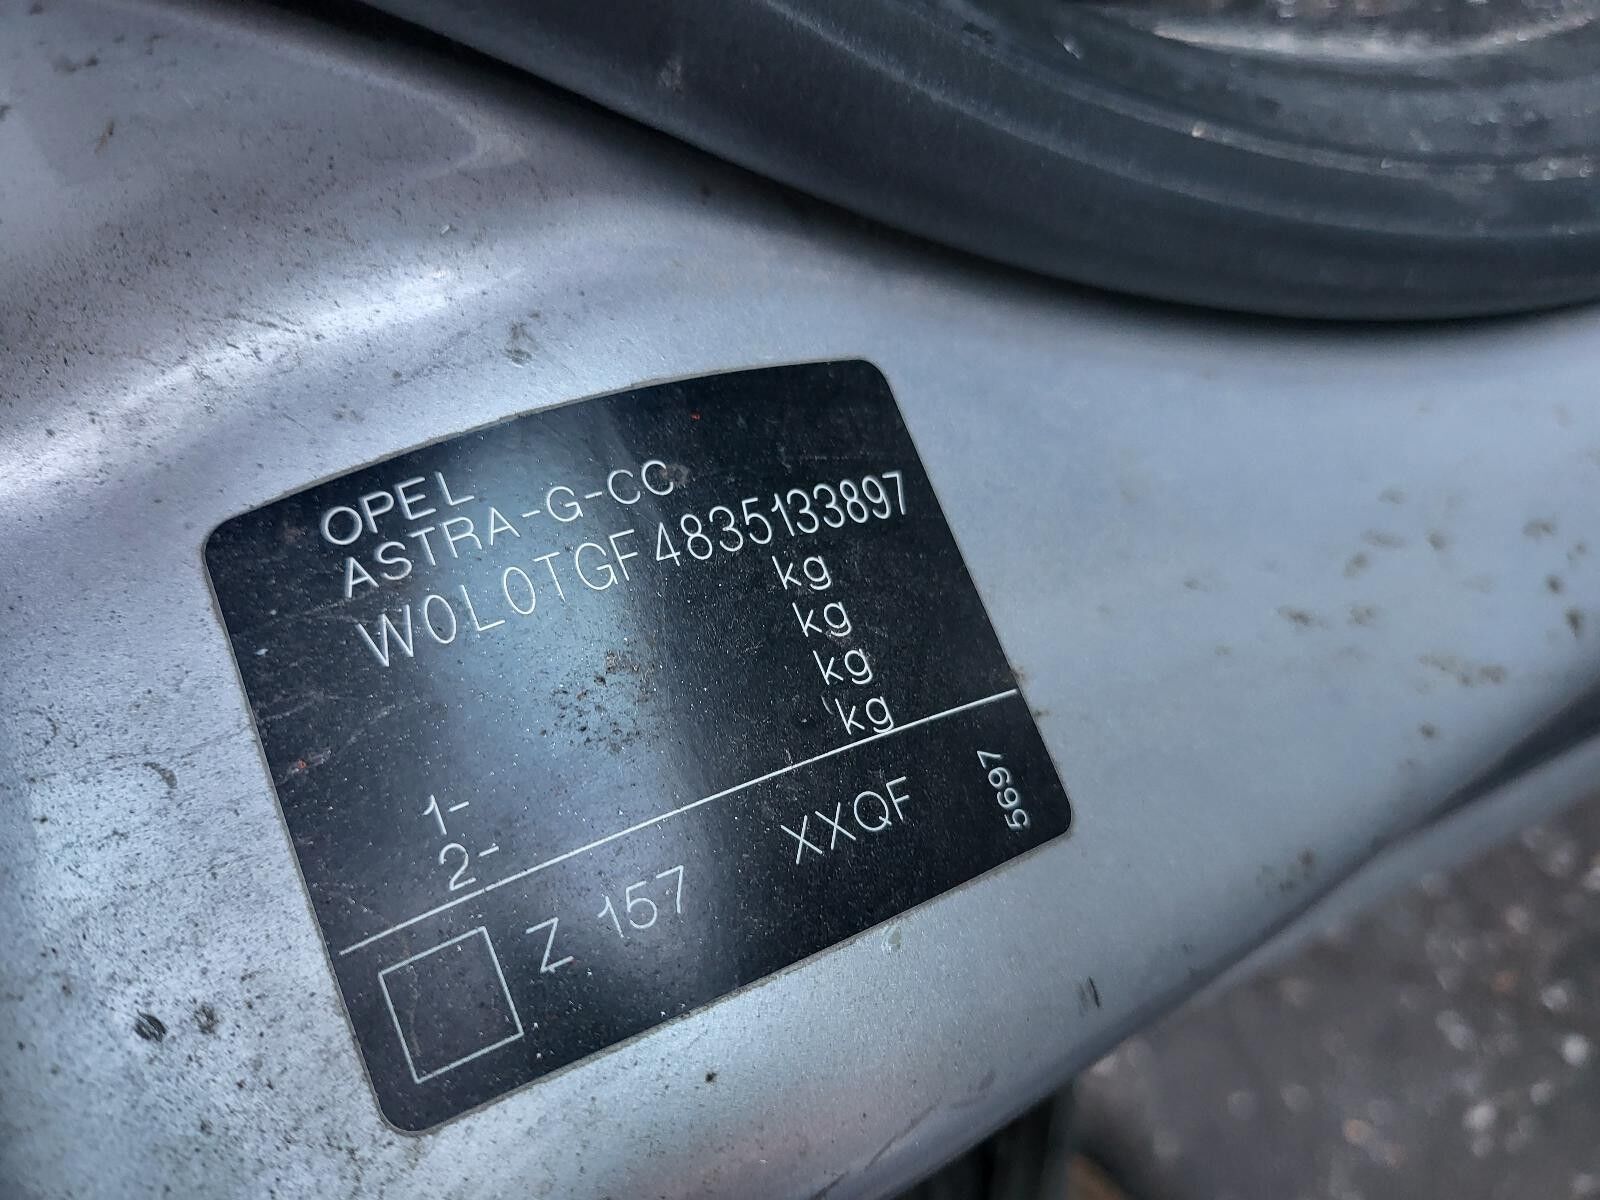 OPEL
ASTRA-G-CC
W0L0TGF4835133897
kg
kg
kg
kg
1-
2-
Z 157 XXQF
5697